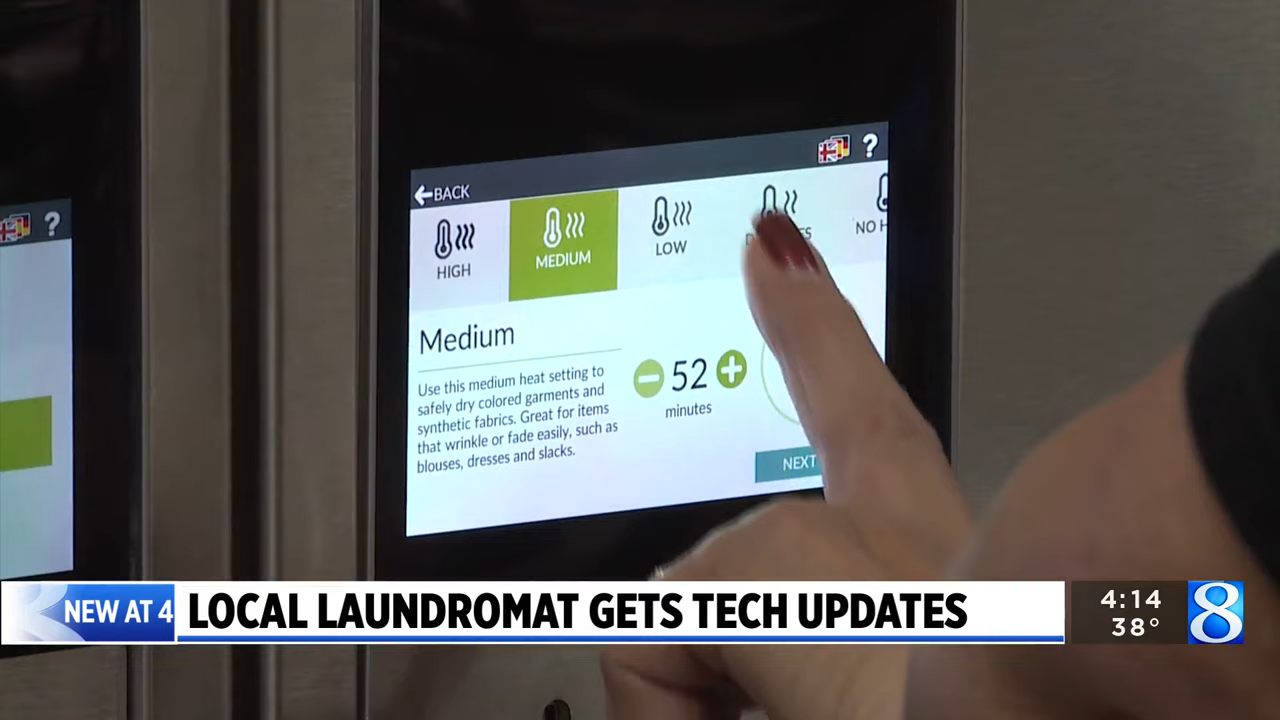 ?
BACK
?
HIGH
MEDIUM
LOW
NO
Medium
Use this medium heat setting to
safely dry colored garments and
synthetic fabrics. Great for items
that wrinkle or fade easily, such as
blouses, dresses and slacks.
52
minutes
NEXT
NEW AT 4
LOCAL LAUNDROMAT GETS TECH UPDATES
4:14
38°
8